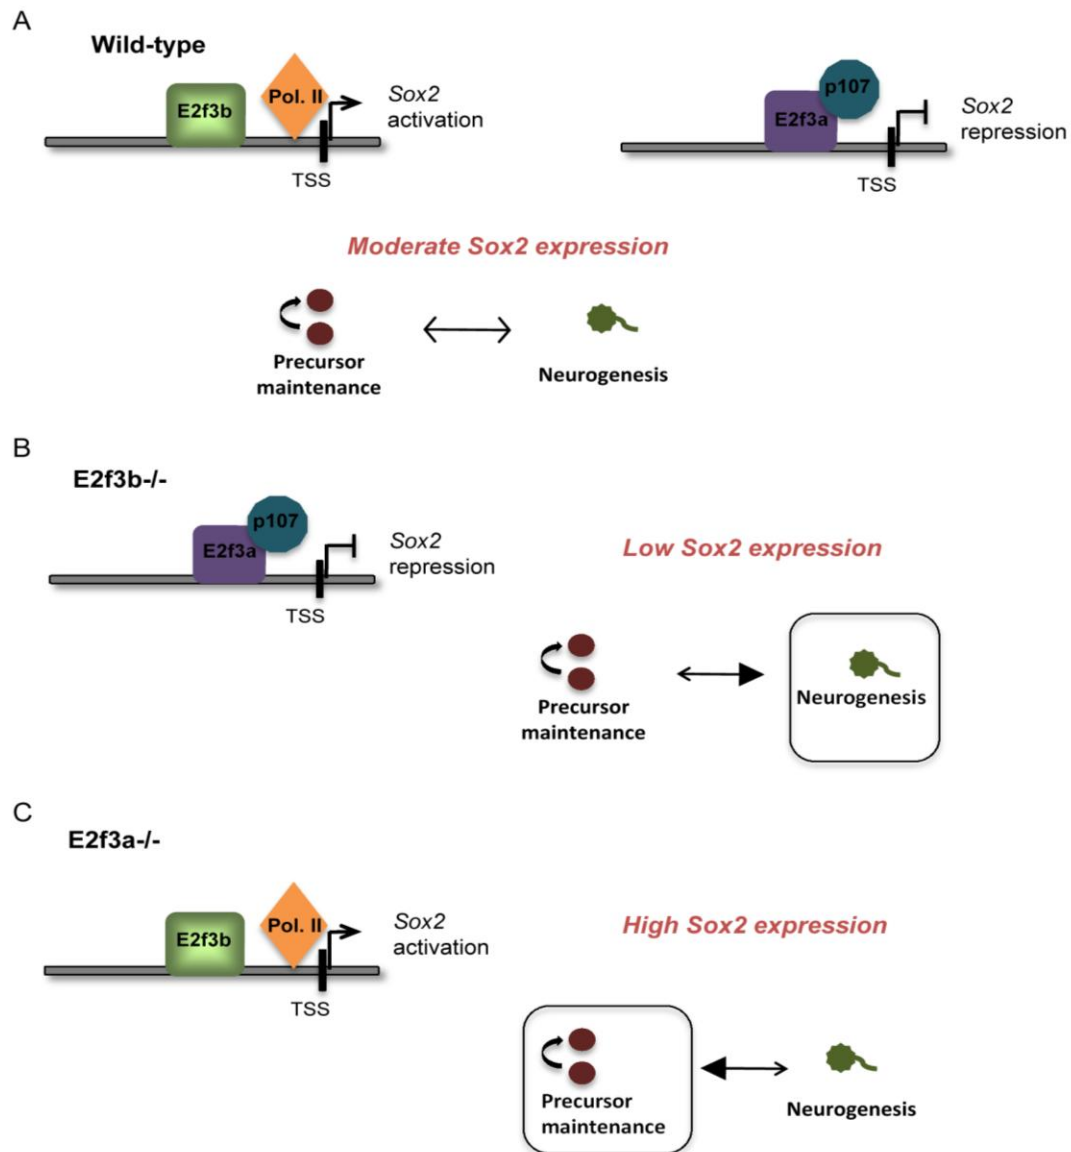 A
Wild-type
E2f3b
Pol. II
Sox2
activation
TSS
p107
E2f3a
Sox2
repression
TSS
Moderate Sox2 expression
Precursor
maintenance
Neurogenesis
B
E2f3b-/-
p107
E2f3a
Sox2
repression
TSS
Low Sox2 expression
Precursor
maintenance
Neurogenesis
C
E2f3a-/-
E2f3b
Pol. II
Sox2
activation
TSS
High Sox2 expression
Precursor
maintenance
Neurogenesis